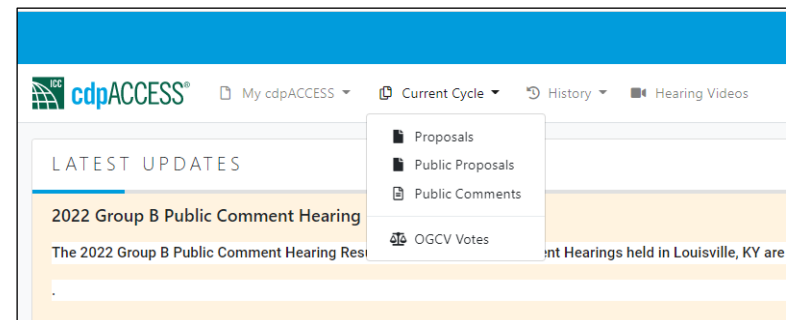 ICC cdpACCESS® My cdpACCESS Current Cycle History Hearing Videos
Proposals
Public Proposals
Public Comments
OGCV Votes
LATEST UPDATES
2022 Group B Public Comment Hearing
The 2022 Group B Public Comment Hearing Resu ent Hearings held in Louisville, KY are
.